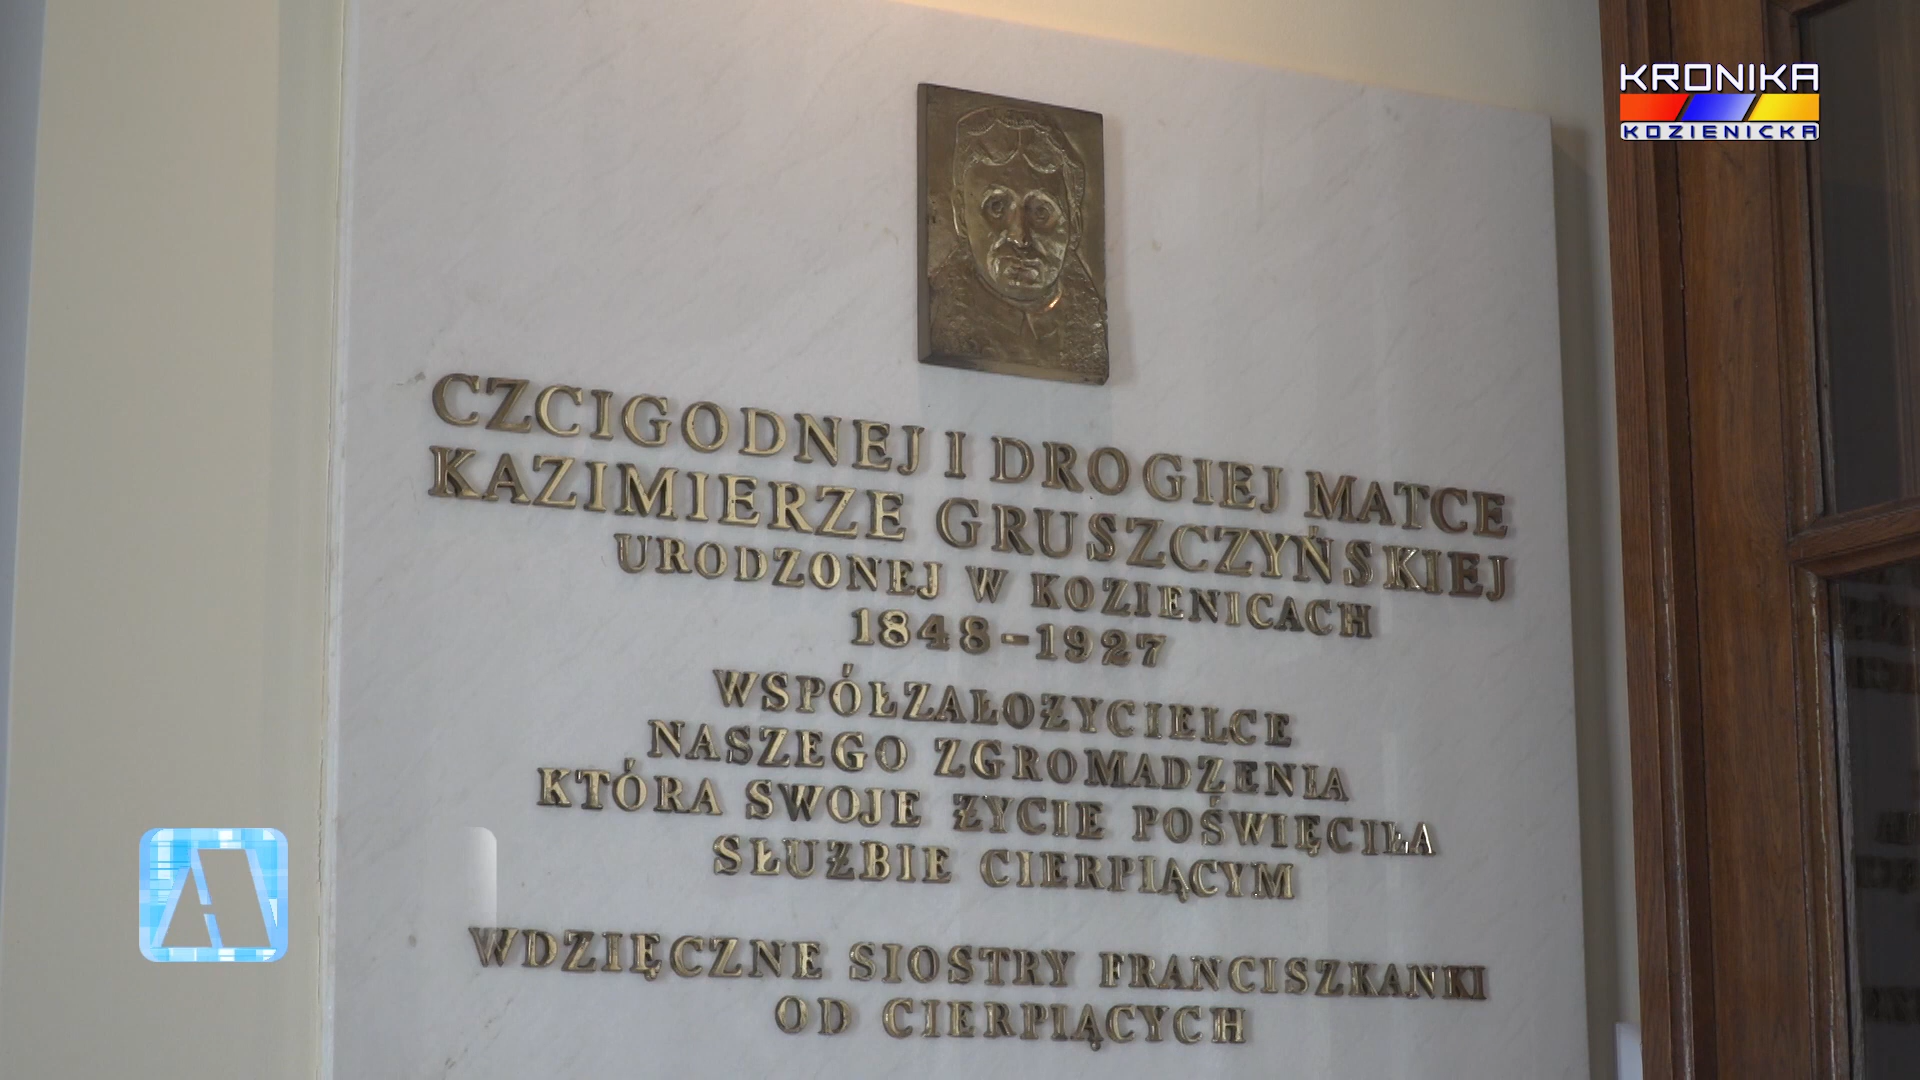 KRONIKA
KOZIENICKA
CZCIGODNEJ I DROGIEJ MATCE
KAZIMIERZE GRUSZCZYŃSKIEJ
URODZONEJ W KOZIENICACH
1848-1927
WSPÓŁZAŁOŻYCIELCE
NASZEGO ZGROMADZENIA
KTÓRA SWOJE ŻYCIE POŚWIĘCIŁA
SŁUŻBIE CIERPIĄCYM
WDZIĘCZNE SIOSTRY FRANCISZKANKI
OD CIERPIĄCYCH
A